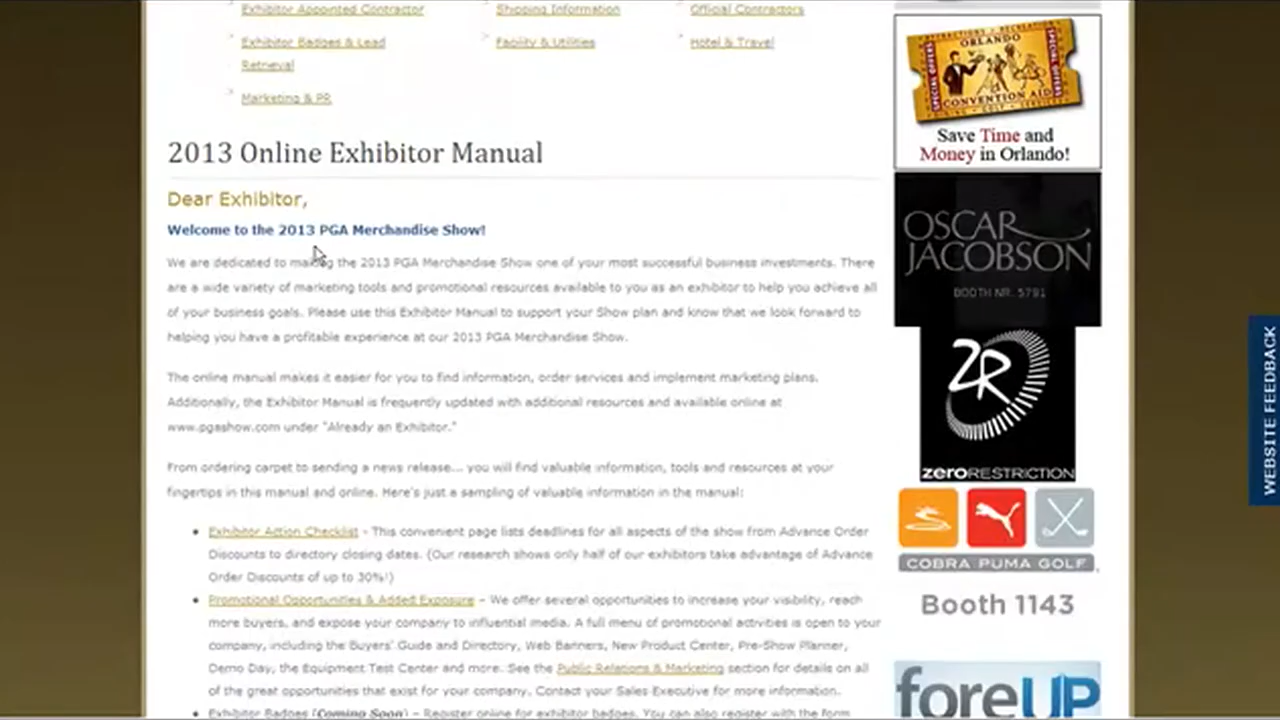 Exhibitor Appointed Contractor
Shipping Information
Official Contractors
Exhibitor Badges & Lead
Retrieval
Facility & Utilities
Hotel & Travel
Marketing & PR
2013 Online Exhibitor Manual
Dear Exhibitor,
Welcome to the 2013 PGA Merchandise Show!
We are dedicated to making the 2013 PGA Merchandise Show one of your most successful business investments. There
are a wide variety of marketing tools and promotional resources available to you as an exhibitor to help you achieve all
of your business goals. Please use this Exhibitor Manual to support your Show plan and know that we look forward to
helping you have a profitable experience at our 2013 PGA Merchandise Show.
The online manual makes it easier for you to find information, order services and implement marketing plans.
Additionally, the Exhibitor Manual is frequently updated with additional resources and available online at
www.pgashow.com under "Already an Exhibitor."
From ordering carpet to sending a news release... you will find valuable information, tools and resources at your
fingertips in this manual and online. Here's just a sampling of valuable information in the manual:
• Exhibitor Action Checklist - This convenient page lists deadlines for all aspects of the show from Advance Order
Discounts to directory closing dates. (Our research shows only half of our exhibitors take advantage of Advance
Order Discounts of up to 30%!)
• Promotional Opportunities & Added Exposure – We offer several opportunities to increase your visibility, reach
more buyers, and expose your company to influential media. A full menu of promotional activities is open to your
company, including the Buyers' Guide and Directory, Web Banners, New Product Center, Pre-Show Planner,
Demo Day, the Equipment Test Center and more. See the Public Relations & Marketing section for details on all
of the great opportunities that exist for your company. Contact your Sales Executive for more information.
• Exhibitor Badges (Coming Soon) – Register online for exhibitor badges. You can also register with the form
ORLANDO
SPECIAL OFFERS
SPECIAL OFFERS
CONVENTION AID
Save Time and
Money in Orlando!
OSCAR
JACOBSON
BOOTH NR. 5791
ZR
zeroRESTRICTION
COBRA PUMA GOLF
Booth 1143
foreUP
WEBSITE FEEDBACK